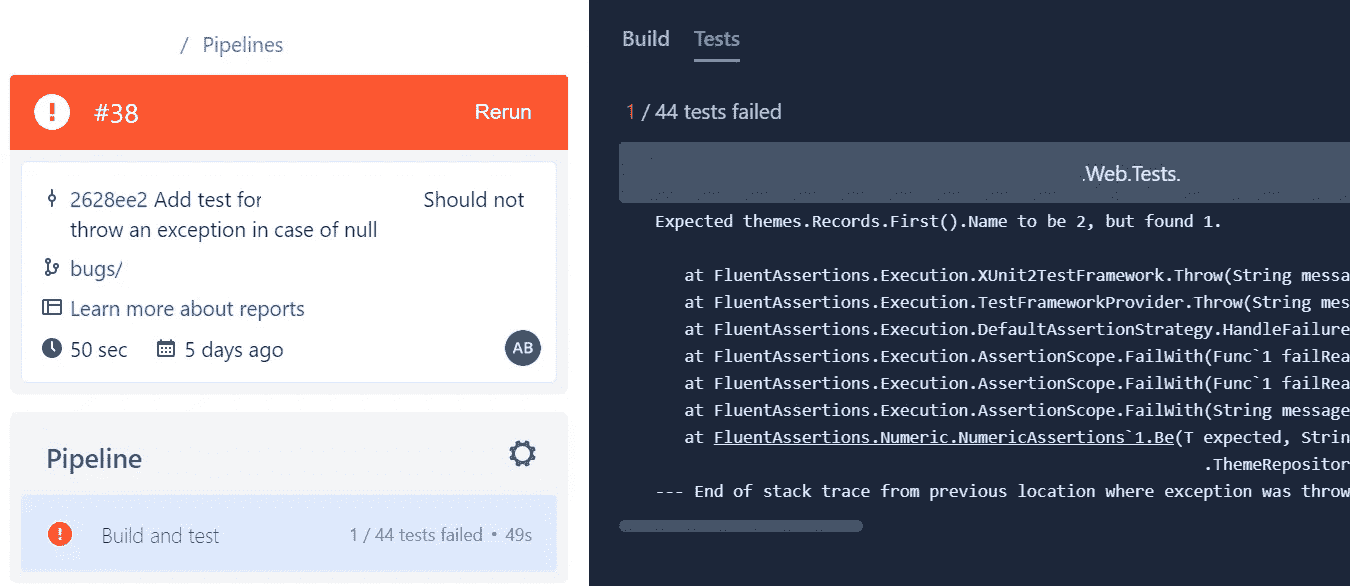 / Pipelines
#38
Rerun
2628ee2 Add test for Should not
throw an exception in case of null
bugs/
Learn more about reports
50 sec 5 days ago
AB
Pipeline
Build and test 1 / 44 tests failed • 49s
Build Tests
1 / 44 tests failed
.Web.Tests.
Expected themes.Records.First().Name to be 2, but found 1.
at FluentAssertions.Execution.XUnit2TestFramework.Throw(String messa
at FluentAssertions.Execution.TestFrameworkProvider.Throw(String mes
at FluentAssertions.Execution.DefaultAssertionStrategy.HandleFailure
at FluentAssertions.Execution.AssertionScope.FailWith(Func`1 failRea
at FluentAssertions.Execution.AssertionScope.FailWith(Func`1 failRea
at FluentAssertions.Execution.AssertionScope.FailWith(String message
at FluentAssertions.Numeric.NumericAssertions`1.Be(T expected, Strin
.ThemeRepositor
--- End of stack trace from previous location where exception was throw